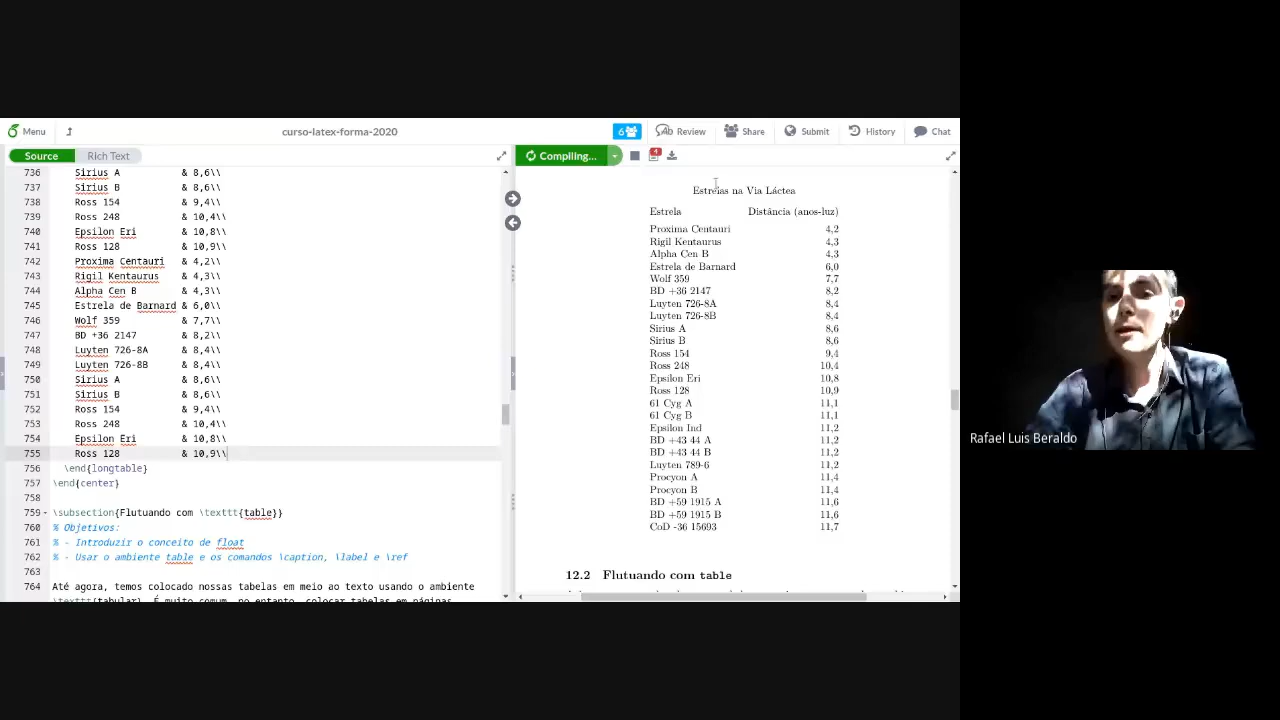 Menu
curso-latex-forma-2020
6
Review
Share
Submit
History
Chat
Source
Rich Text
Compiling...
4
736 Sirius A & 8,6\\
737 Sirius B & 8,6\\
738 Ross 154 & 9,4\\
739 Ross 248 & 10,4\\
740 Epsilon Eri & 10,8\\
741 Ross 128 & 10,9\\
742 Proxima Centauri & 4,2\\
743 Rigil Kentaurus & 4,3\\
744 Alpha Cen B & 4,3\\
745 Estrela de Barnard & 6,0\\
746 Wolf 359 & 7,7\\
747 BD +36 2147 & 8,2\\
748 Luyten 726-8A & 8,4\\
749 Luyten 726-8B & 8,4\\
750 Sirius A & 8,6\\
751 Sirius B & 8,6\\
752 Ross 154 & 9,4\\
753 Ross 248 & 10,4\\
754 Epsilon Eri & 10,8\\
755 Ross 128 & 10,9\\
756 \end{longtable}
757 \end{center}
758
759 \subsection{Flutuando com \texttt{table}}
760 % Objetivos:
761 % - Introduzir o conceito de float
762 % - Usar o ambiente table e os comandos \caption, \label e \ref
763
764 Até agora, temos colocado nossas tabelas em meio ao texto usando o ambiente
\texttt{tabular}. É muito comum, no entanto, colocar tabelas em páginas
Estrelas na Via Láctea
Estrela Distância (anos-luz)
Proxima Centauri 4,2
Rigil Kentaurus 4,3
Alpha Cen B 4,3
Estrela de Barnard 6,0
Wolf 359 7,7
BD +36 2147 8,2
Luyten 726-8A 8,4
Luyten 726-8B 8,4
Sirius A 8,6
Sirius B 8,6
Ross 154 9,4
Ross 248 10,4
Epsilon Eri 10,8
Ross 128 10,9
61 Cyg A 11,1
61 Cyg B 11,1
Epsilon Ind 11,2
BD +43 44 A 11,2
BD +43 44 B 11,2
Luyten 789-6 11,2
Procyon A 11,4
Procyon B 11,4
BD +59 1915 A 11,6
BD +59 1915 B 11,6
CoD -36 15693 11,7
12.2 Flutuando com table
Rafael Luis Beraldo